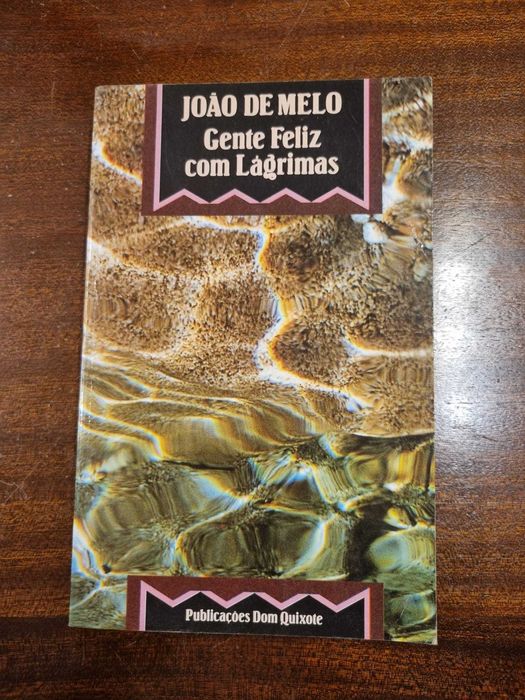 JOÃO DE MELO
Gente Feliz
com Lágrimas
Publicações Dom Quixote